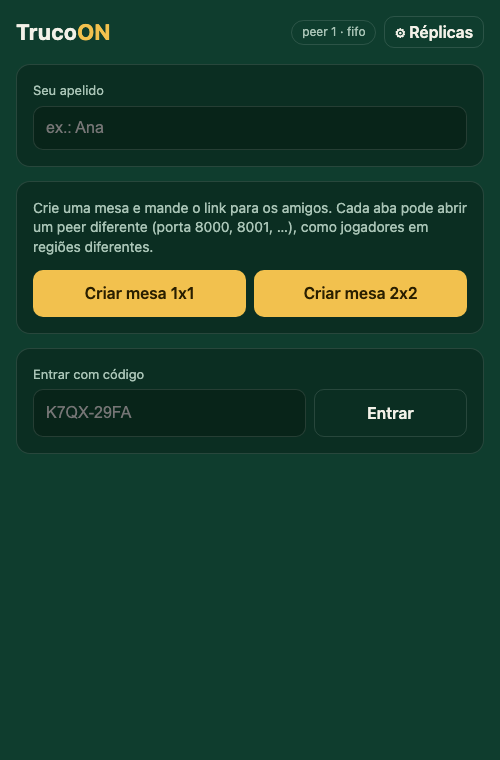 TrucoON
peer 1 · fifo
⚙ Réplicas
Seu apelido
ex.: Ana
Crie uma mesa e mande o link para os amigos. Cada aba pode abrir
um peer diferente (porta 8000, 8001, …), como jogadores em
regiões diferentes.
Criar mesa 1x1
Criar mesa 2x2
Entrar com código
K7QX-29FA
Entrar